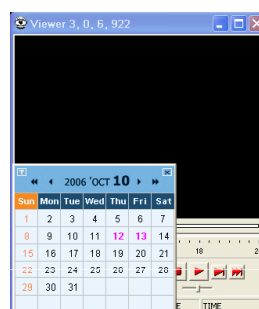 Viewer 3, 0, 6, 922
2006 'OCT 10
Sun Mon Tue Wed Thu Fri Sat
1 2 3 4 5 6 7
8 9 10 11 12 13 14
15 16 17 18 19 20 21
22 23 24 25 26 27 28
29 30 31
18
TIME